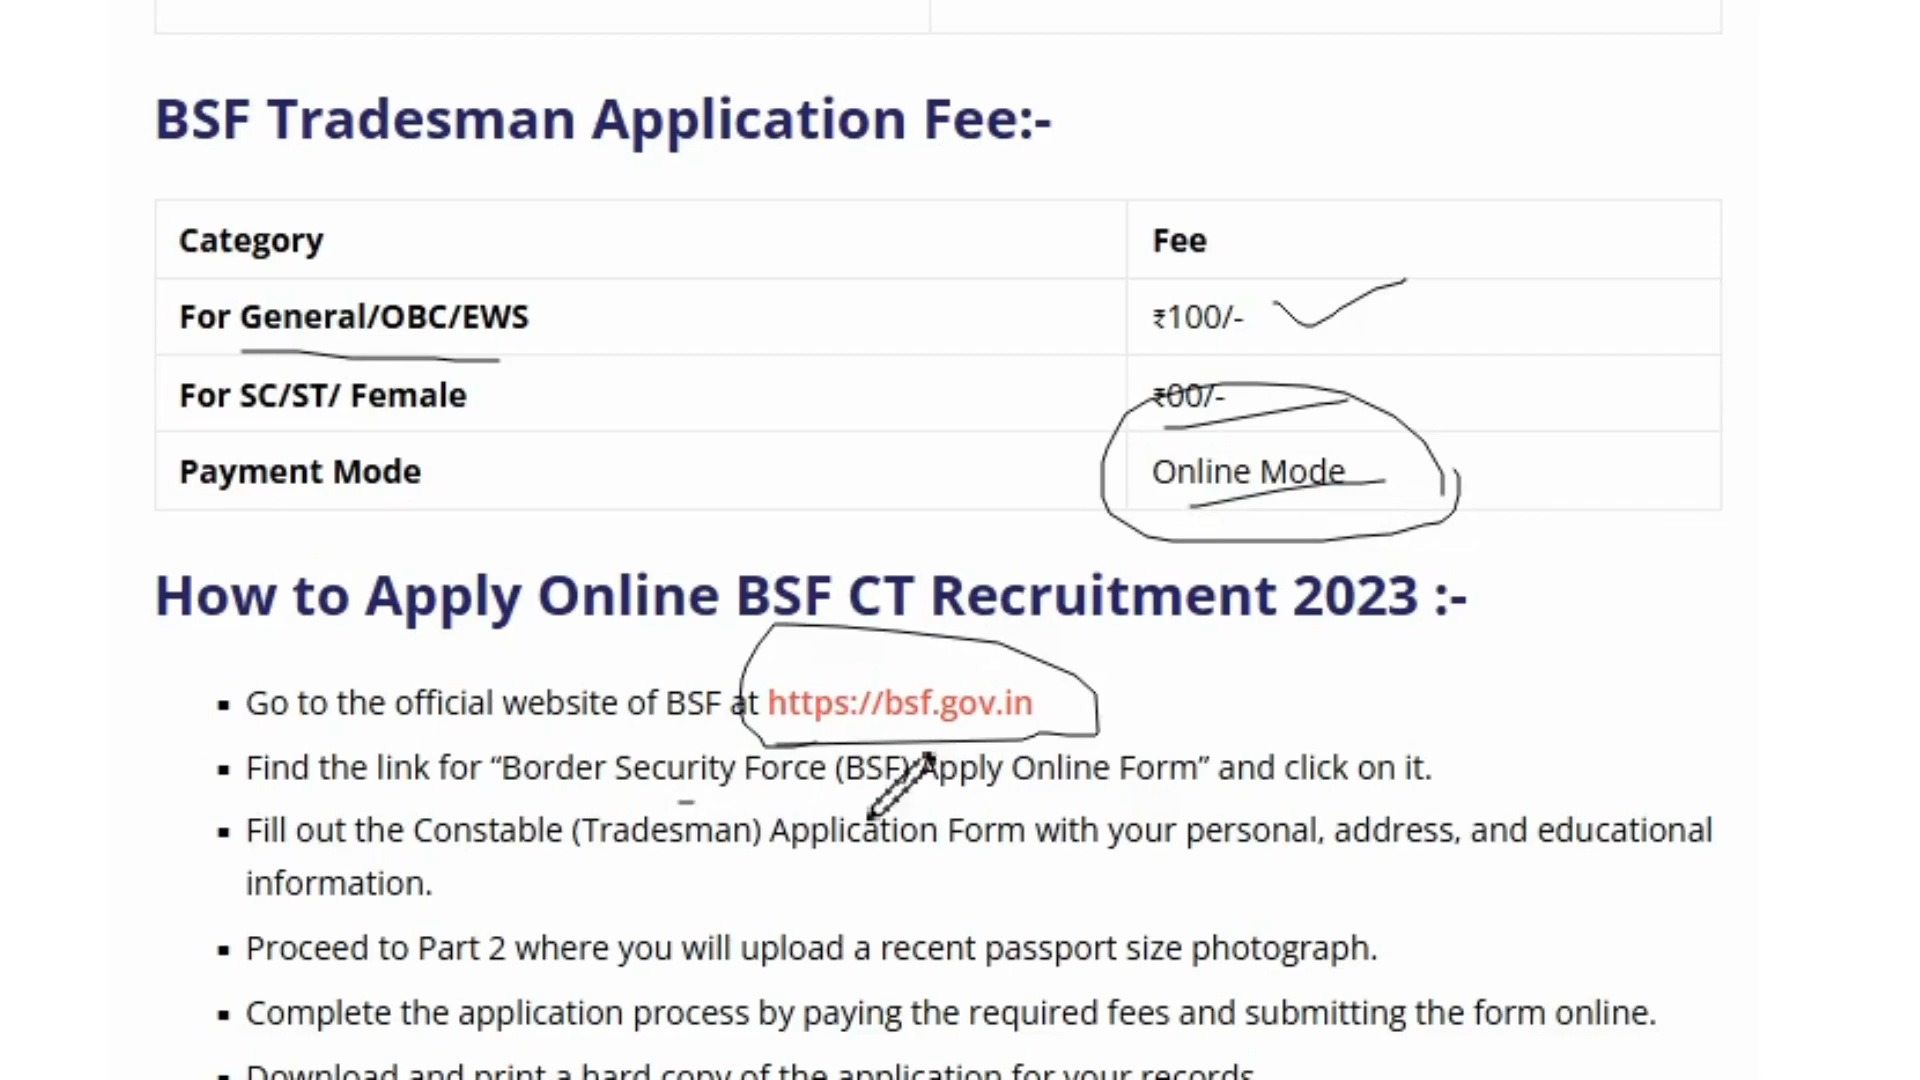 BSF Tradesman Application Fee:-
Category Fee
For General/OBC/EWS ₹100/-
For SC/ST/ Female ₹00/-
Payment Mode Online Mode
How to Apply Online BSF CT Recruitment 2023 :-
▪ Go to the official website of BSF at https://bsf.gov.in
▪ Find the link for “Border Security Force (BSF) Apply Online Form” and click on it.
▪ Fill out the Constable (Tradesman) Application Form with your personal, address, and educational
information.
▪ Proceed to Part 2 where you will upload a recent passport size photograph.
▪ Complete the application process by paying the required fees and submitting the form online.
▪ Download and print a hard copy of the application for your records.